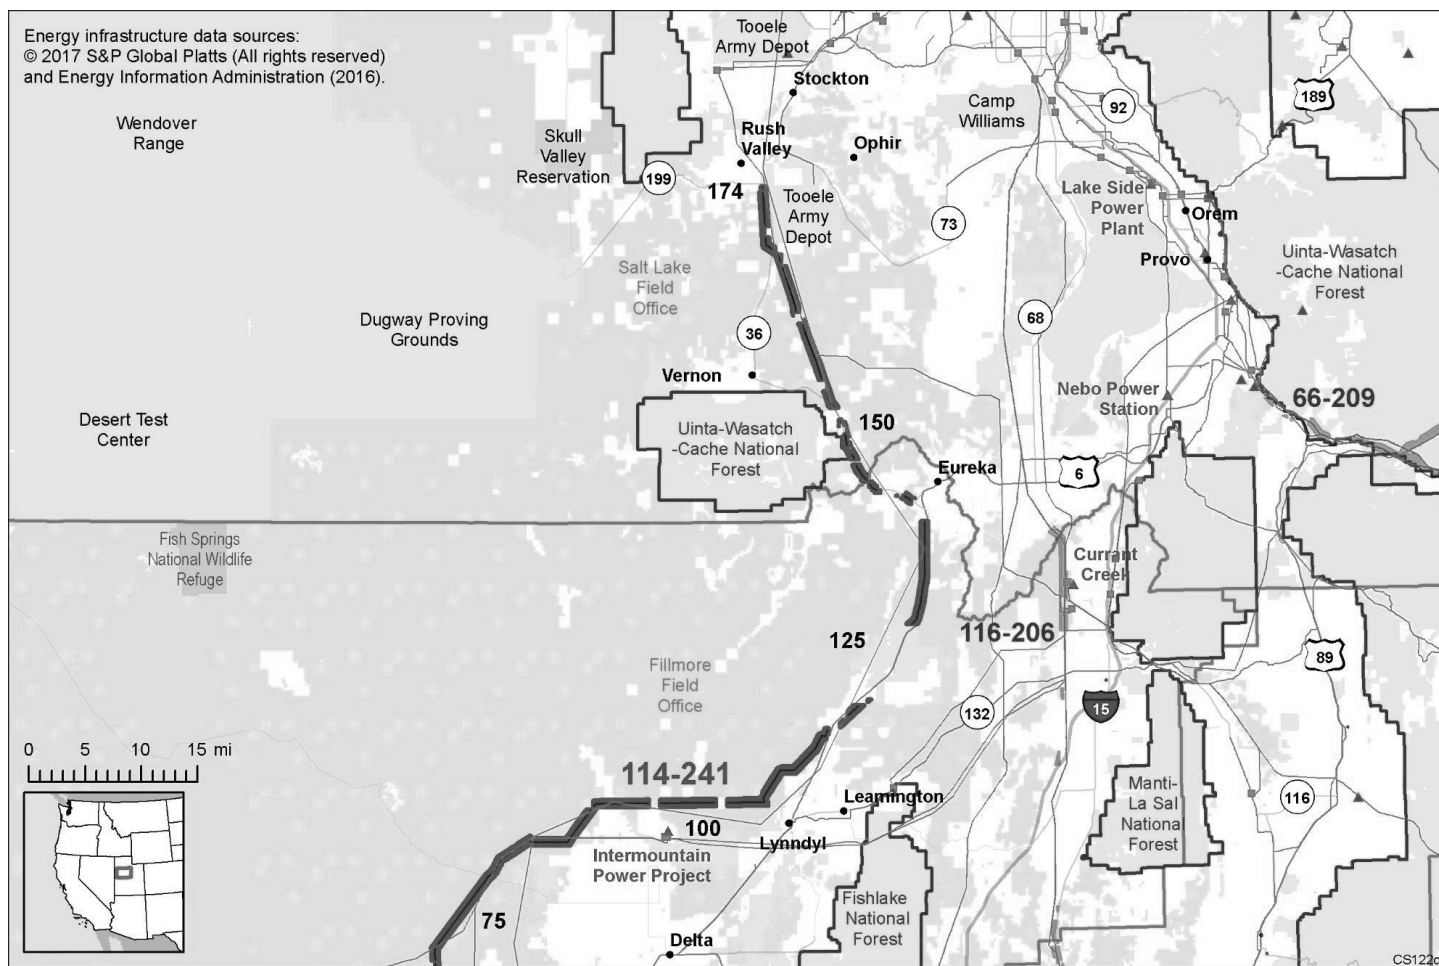 Energy infrastructure data sources:
© 2017 S&P Global Platts (All rights reserved)
and Energy Information Administration (2016).
Tooele
Army Depot
Stockton
Wendover
Range
Skull
Valley
Reservation
Rush
Valley
Ophir
Camp
Williams
92
189
199
174
Tooele
Army
Depot
73
Lake Side
Power
Plant
Orem
Provo
Uinta-Wasatch
-Cache National
Forest
Salt Lake
Field
Office
Dugway Proving
Grounds
36
68
Vernon
Nebo Power
Station
66-209
Desert Test
Center
Uinta-Wasatch
-Cache National
Forest
150
Eureka
6
Fish Springs
National Wildlife
Refuge
Currant
Creek
125
116-206
89
Fillmore
Field
Office
132
15
0 5 10 15 mi
114-241
Manti-
La Sal
National
Forest
116
Leamington
100
Lynndyl
Intermountain
Power Project
Fishlake
National
Forest
75
Delta
CS122c